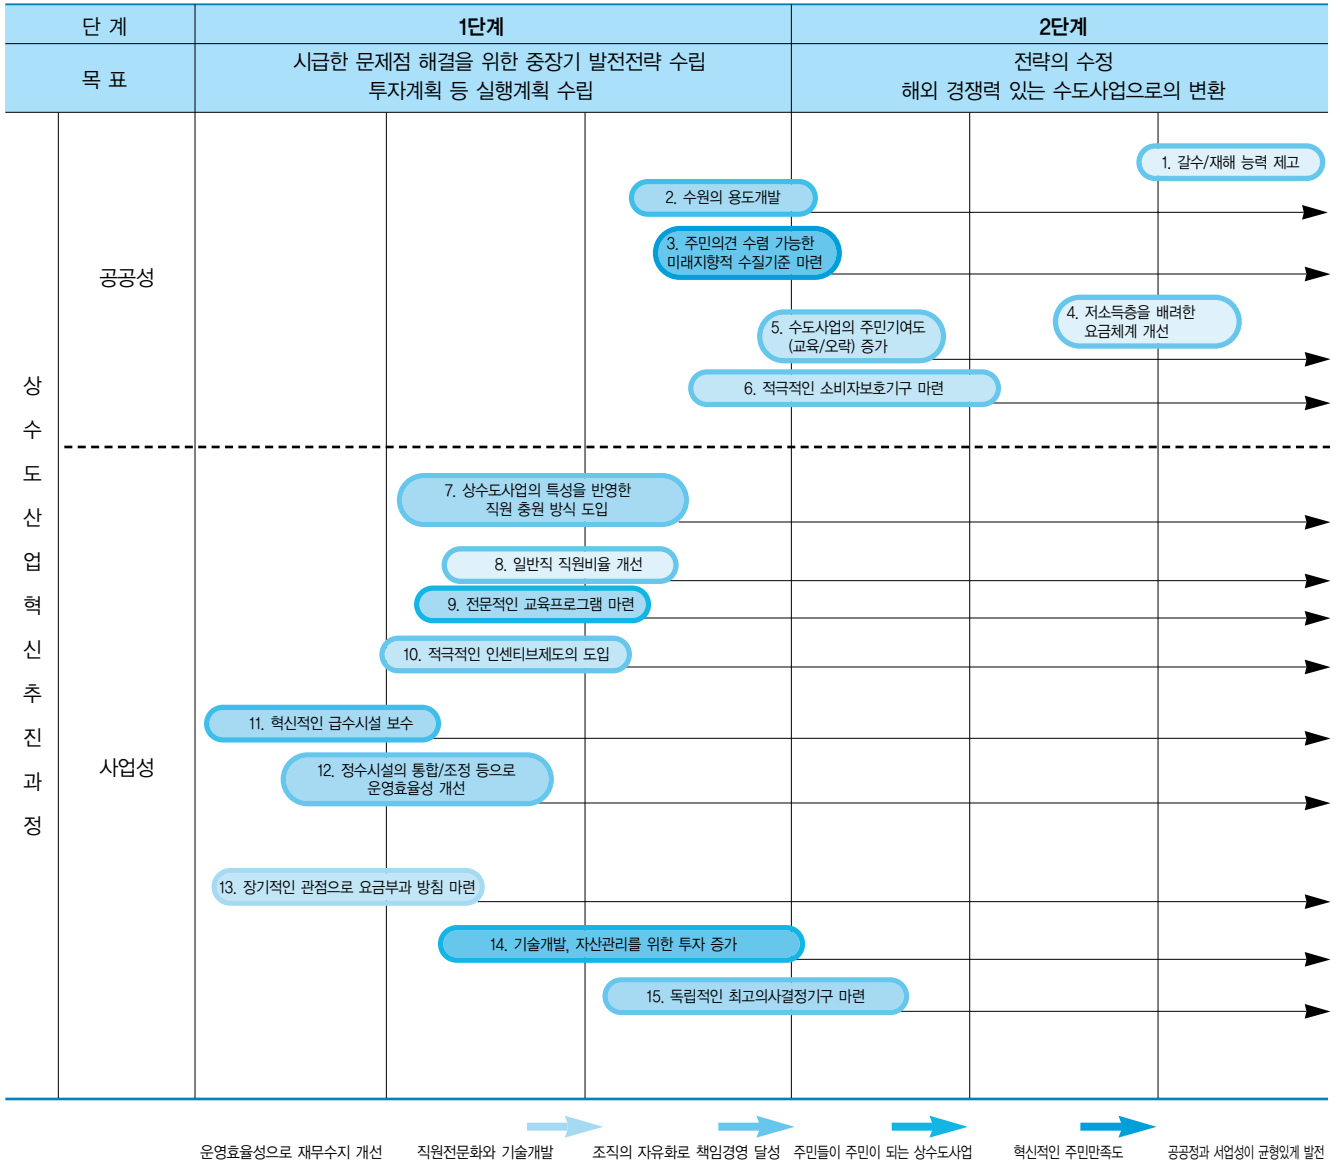 단 계
1단계
2단계
목 표
시급한 문제점 해결을 위한 중장기 발전전략 수립
투자계획 등 실행계획 수립
전략의 수정
해외 경쟁력 있는 수도사업으로의 변환
상수도산업혁신추진과정
공공성
1. 갈수/재해 능력 제고
2. 수원의 용도개발
3. 주민의견 수렴 가능한
미래지향적 수질기준 마련
4. 저소득층을 배려한
요금체계 개선
5. 수도사업의 주민기여도
(교육/오락) 증가
6. 적극적인 소비자보호기구 마련
사업성
7. 상수도사업의 특성을 반영한
직원 충원 방식 도입
8. 일반직 직원비율 개선
9. 전문적인 교육프로그램 마련
10. 적극적인 인센티브제도의 도입
11. 혁신적인 급수시설 보수
12. 정수시설의 통합/조정 등으로
운영효율성 개선
13. 장기적인 관점으로 요금부과 방침 마련
14. 기술개발, 자산관리를 위한 투자 증가
15. 독립적인 최고의사결정기구 마련
운영효율성으로 재무수지 개선
직원전문화와 기술개발
조직의 자유화로 책임경영 달성
주민들이 주민이 되는 상수도사업
혁신적인 주민만족도
공공정과 사업성이 균형있게 발전